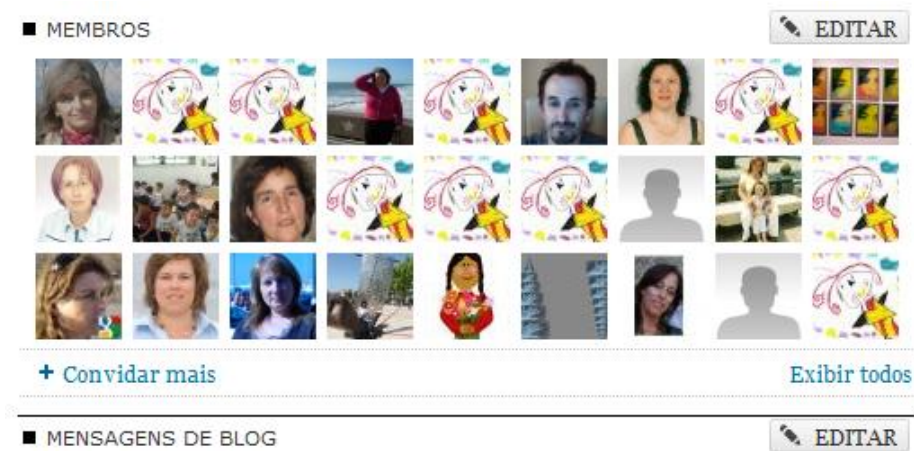 MEMBROS EDITAR
+ Convidar mais Exibir todos
MENSAGENS DE BLOG EDITAR